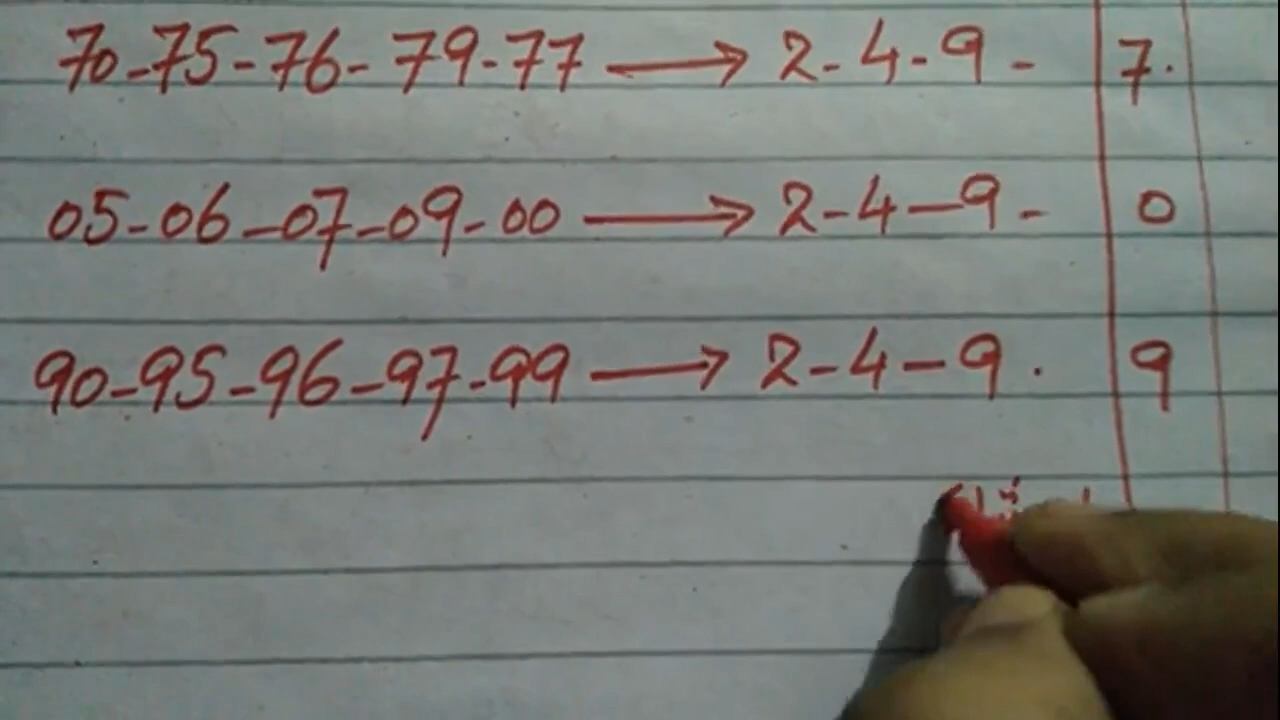 70-75-76-79-77 → 2-4-9- 7.
05-06-07-09-00 → 2-4-9- 0
90-95-96-97-99 → 2-4-9. 9